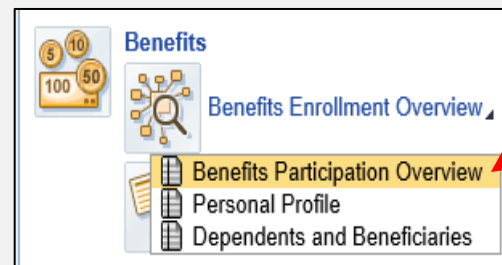 5 10
100 50
Benefits
Benefits Enrollment Overview
Benefits Participation Overview
Personal Profile
Dependents and Beneficiaries